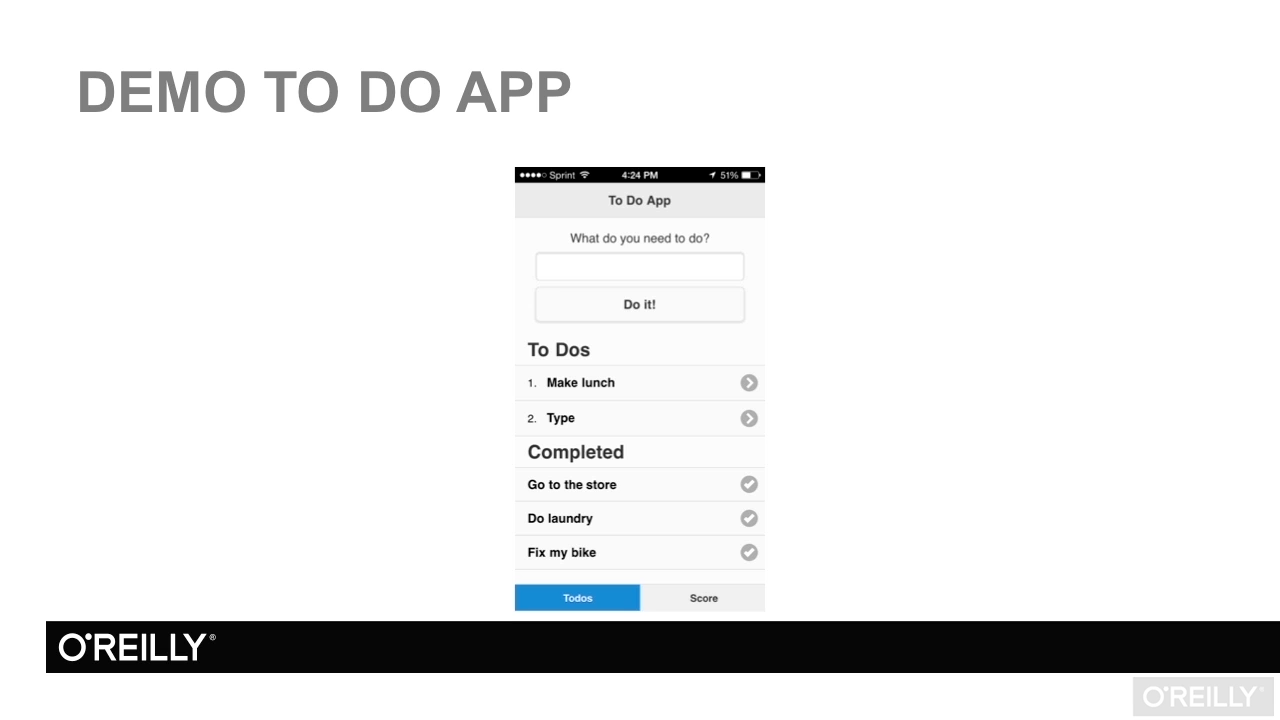 DEMO TO DO APP
Sprint 4:24 PM 51%
To Do App
What do you need to do?
Do it!
To Dos
1. Make lunch
2. Type
Completed
Go to the store
Do laundry
Fix my bike
Todos Score
O'REILLY®
O'REILLY®